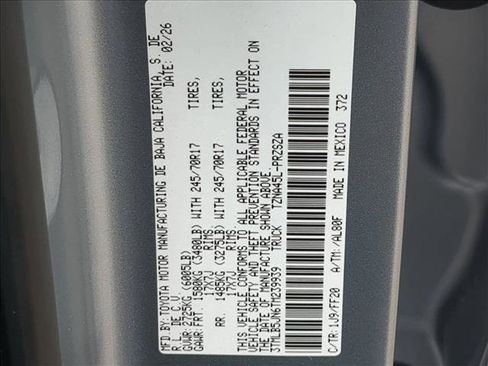 MFD. BY: TOYOTA MOTOR MANUFACTURING DE BAJA CALIFORNIA, S. DE
R.L. DE C.V. DATE: 02/26
GVWR: 2725KG (6005LB)
GAWR: FRT. 1580KG (3480LB) WITH 245/70R17 TIRES,
17X7J RIMS,
RR. 1485KG (3275LB) WITH 245/70R17 TIRES,
17X7J RIMS,
THIS VEHICLE CONFORMS TO ALL APPLICABLE FEDERAL MOTOR
VEHICLE SAFETY AND THEFT PREVENTION STANDARDS IN EFFECT ON
THE DATE OF MANUFACTURE SHOWN ABOVE.
3TMLB5JN6TM239939 TRUCK TZNA45L-PRZSZA
C/TR:1J9/FF20 A/TM:/AL80F MADE IN MEXICO 372